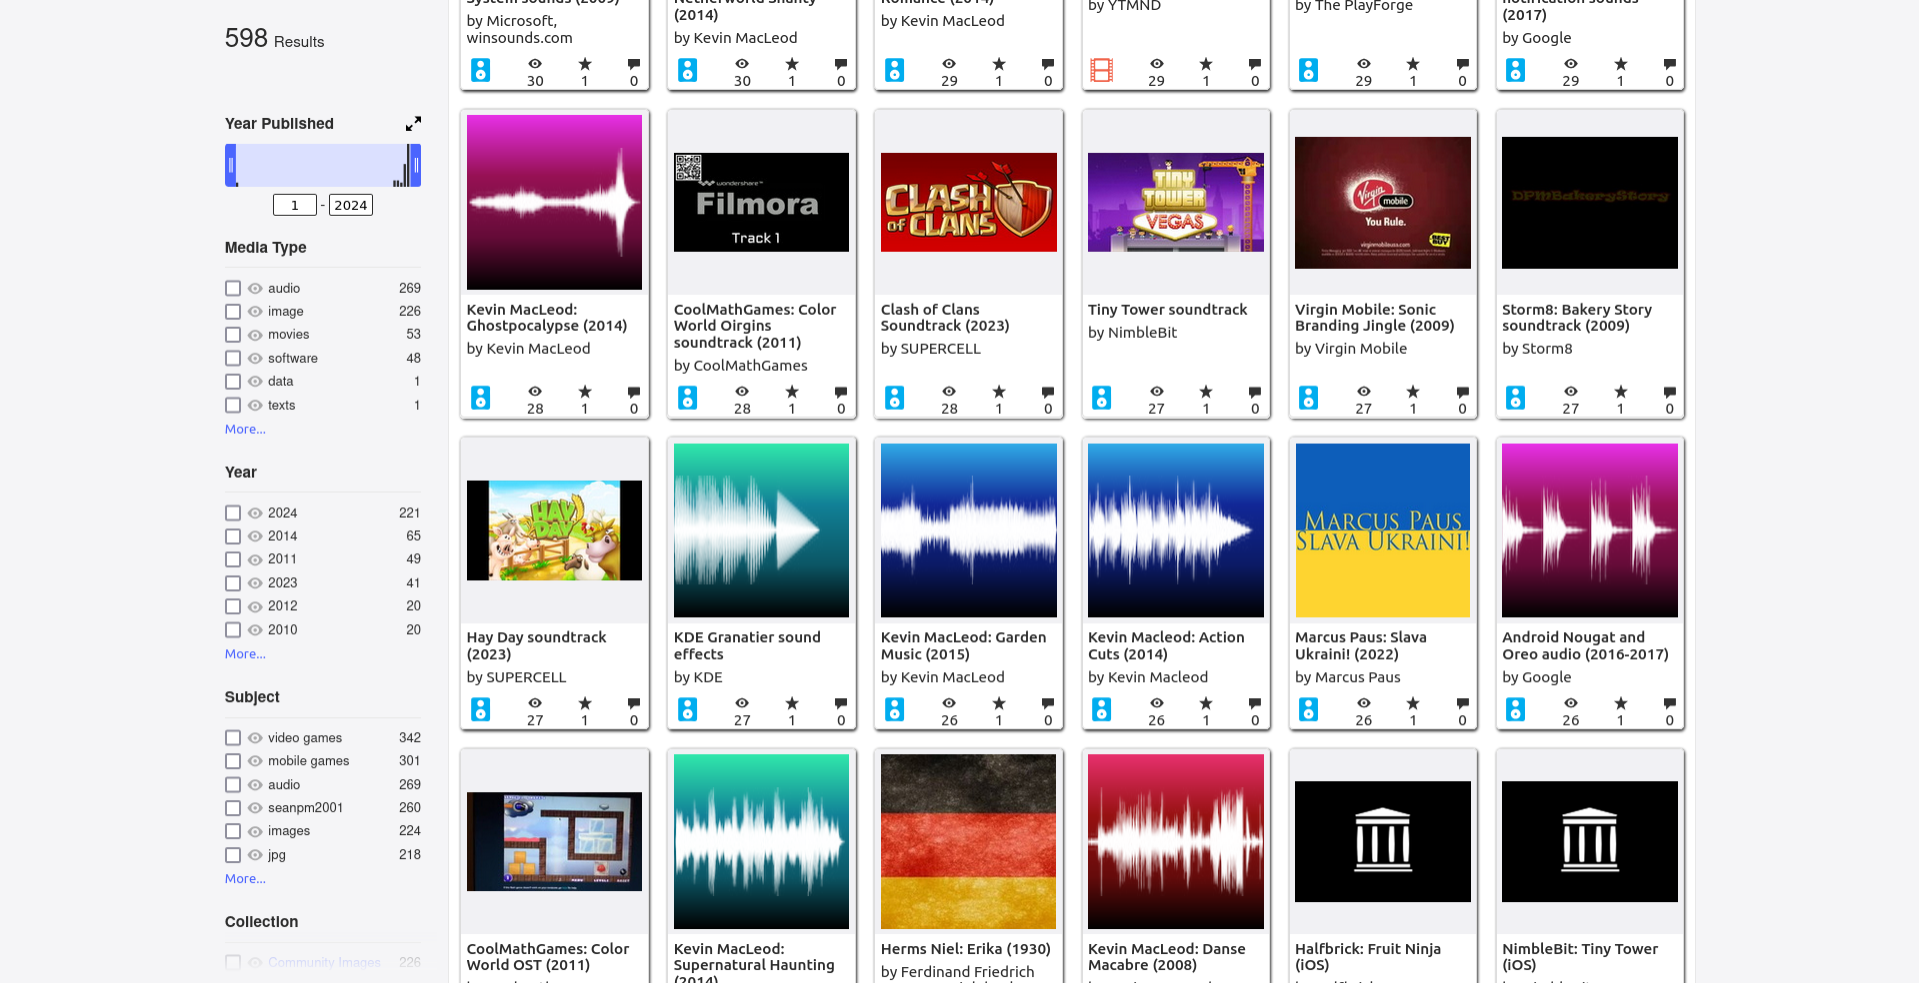 598 Results
Year Published
1 - 2024
Media Type
audio 269
image 226
movies 53
software 48
data 1
texts 1
More...
Year
2024 221
2014 65
2011 49
2023 41
2012 20
2010 20
More...
Subject
video games 342
mobile games 301
audio 269
seanpm2001 260
images 224
jpg 218
More...
Collection
Community Images 226
System sounds (2009)
by Microsoft,
winsounds.com
30 1 0
Netherworld Shanty
(2014)
by Kevin MacLeod
30 1 0
Romance (2014)
by Kevin MacLeod
29 1 0
by YTMND
29 1 0
by The PlayForge
29 1 0
notification sounds
(2017)
by Google
29 1 0
Kevin MacLeod:
Ghostpocalypse (2014)
by Kevin MacLeod
28 1 0
wondershare
Filmora
Track 1
CoolMathGames: Color
World Oirgins
soundtrack (2011)
by CoolMathGames
28 1 0
CLASH
of CLANS
Clash of Clans
Soundtrack (2023)
by SUPERCELL
28 1 0
TINY
TOWER
VEGAS
Tiny Tower soundtrack
by NimbleBit
27 1 0
Virgin mobile
You Rule.
virginmobileusa.com
BEST BUY
Virgin Mobile: Sonic
Branding Jingle (2009)
by Virgin Mobile
27 1 0
DPMBakeryStory
Storm8: Bakery Story
soundtrack (2009)
by Storm8
27 1 0
HAY
DAY
Hay Day soundtrack
(2023)
by SUPERCELL
27 1 0
KDE Granatier sound
effects
by KDE
27 1 0
Kevin MacLeod: Garden
Music (2015)
by Kevin MacLeod
26 1 0
Kevin Macleod: Action
Cuts (2014)
by Kevin Macleod
26 1 0
MARCUS PAUS
SLAVA UKRAINI!
Marcus Paus: Slava
Ukraini! (2022)
by Marcus Paus
26 1 0
Android Nougat and
Oreo audio (2016-2017)
by Google
26 1 0
CoolMathGames: Color
World OST (2011)
Kevin MacLeod:
Supernatural Haunting
(2014)
Herms Niel: Erika (1930)
by Ferdinand Friedrich
Kevin MacLeod: Danse
Macabre (2008)
Halfbrick: Fruit Ninja
(iOS)
NimbleBit: Tiny Tower
(iOS)